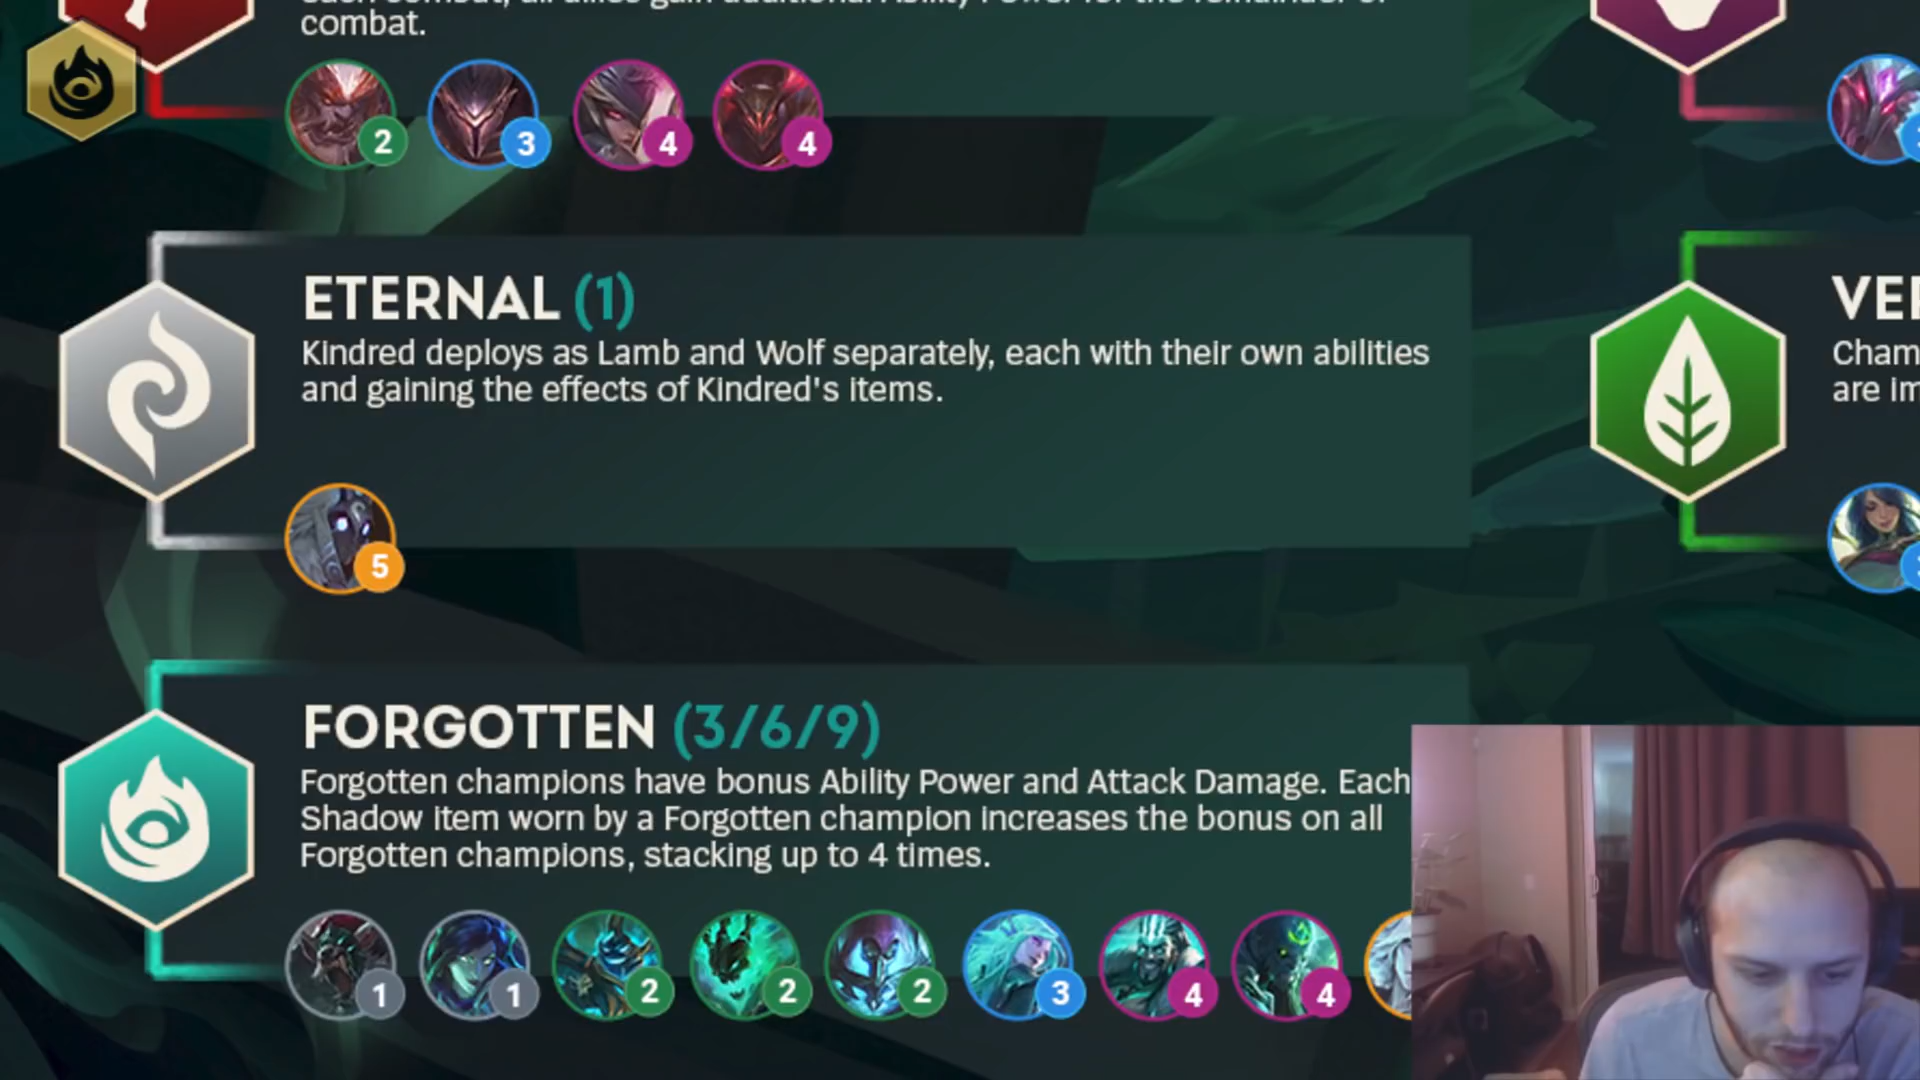 combat.
2
3
4
4
ETERNAL (1)
Kindred deploys as Lamb and Wolf separately, each with their own abilities
and gaining the effects of Kindred's items.
5
FORGOTTEN (3/6/9)
Forgotten champions have bonus Ability Power and Attack Damage. Each
Shadow item worn by a Forgotten champion increases the bonus on all
Forgotten champions, stacking up to 4 times.
1
1
2
2
2
3
4
4
are im